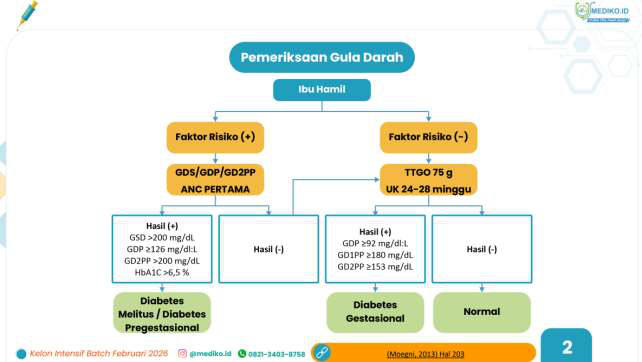 MEDIKO.ID
Pemeriksaan Gula Darah
Ibu Hamil
Faktor Risiko (+)
Faktor Risiko (-)
GDS/GDP/GD2PP
ANC PERTAMA
TTGO 75 g
UK 24-28 minggu
Hasil (+)
GSD >200 mg/dL
GDP ≥126 mg/dl:L
GD2PP >200 mg/dL
HbA1C >6,5 %
Hasil (-)
Hasil (+)
GDP ≥92 mg/dl:L
GD1PP ≥180 mg/dL
GD2PP ≥153 mg/dL
Hasil (-)
Diabetes
Melitus / Diabetes
Pregestasional
Diabetes
Gestasional
Normal
Kelon Intensif Batch Februari 2026
@mediko.id
0821-3403-8758
(Moegni, 2013) Hal 203
2